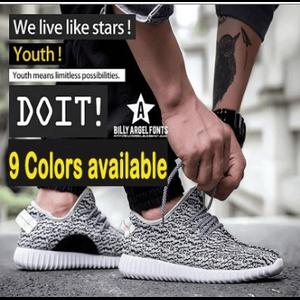 We live like stars !
Youth !
Youth means limitless possibilities.
DOIT!
A
BILLY ARGEL FONTS
9 Colors available